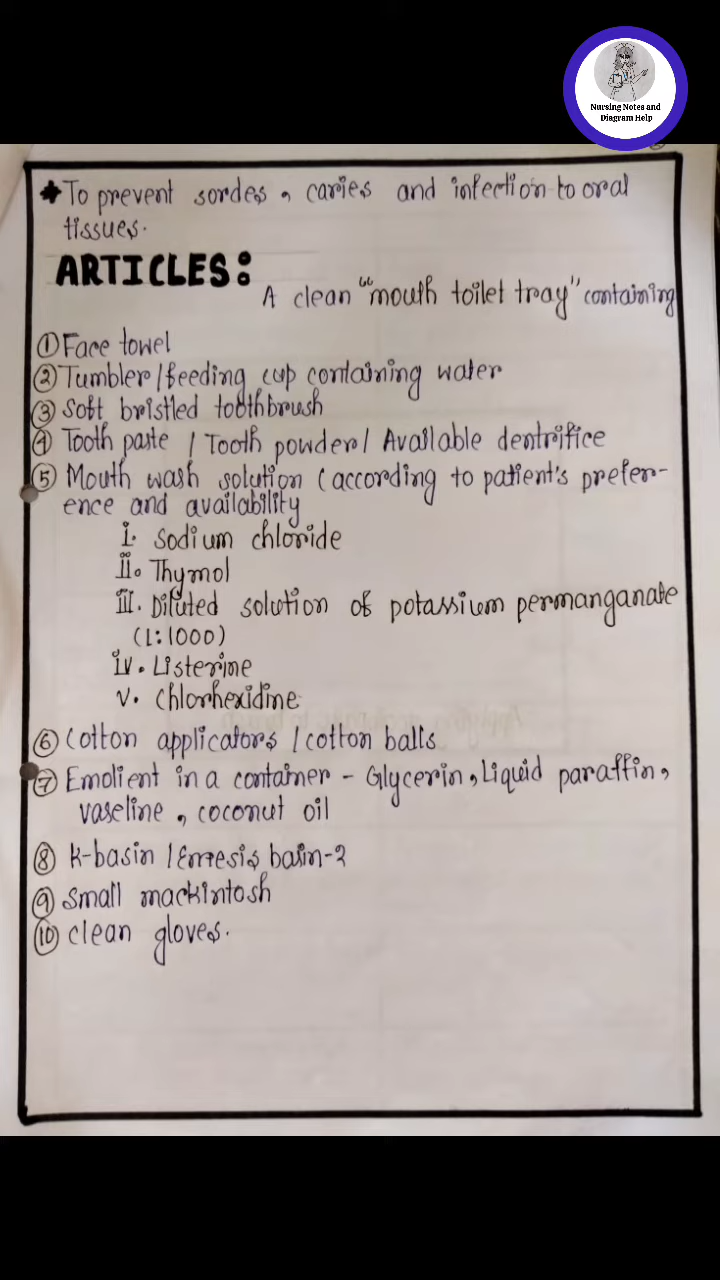 Nursing Notes and
Diagram Help
To prevent sordes, caries and infection to oral
tissues.
ARTICLES:
A clean "mouth toilet tray" containing
① Face towel
② Tumbler/feeding cup containing water
③ Soft bristled toothbrush
④ Tooth paste / Tooth powder / Available dentrifice
⑤ Mouth wash solution (according to patient's prefer-
ence and availability
i. Sodium chloride
ii. Thymol
iii. Diluted solution of potassium permanganate
(1:1000)
iv. Listerine
v. Chlorhexidine
⑥ Cotton applicators / cotton balls
⑦ Emolient in a container - Glycerin, Liquid paraffin,
vaseline, coconut oil
⑧ K-basin / Emesis basin-2
⑨ Small mackintosh
⑩ clean gloves.